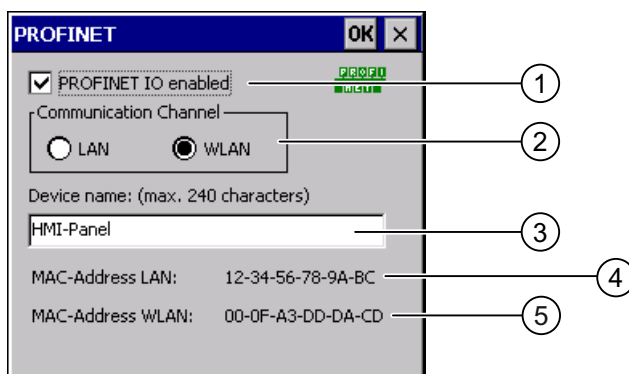 PROFINET OK ×
PROFINET IO enabled
PROFI
NET
1
Communication Channel
LAN WLAN
2
Device name: (max. 240 characters)
HMI-Panel
3
MAC-Address LAN: 12-34-56-78-9A-BC
4
MAC-Address WLAN: 00-0F-A3-DD-DA-CD
5